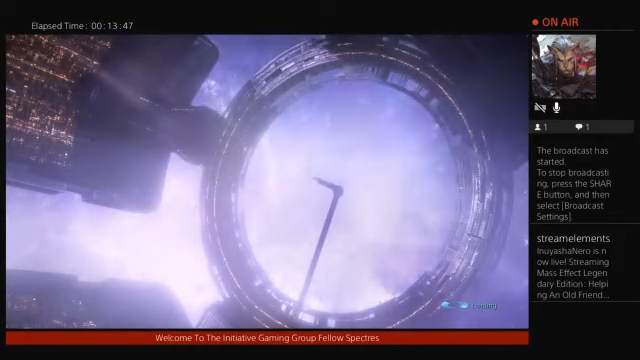 Elapsed Time : 00:13:47
ON AIR
1
1
The broadcast has
started.
To stop broadcasti
ng, press the SHAR
E button, and then
select [Broadcast
Settings].
streamelements
InuyashaNero is n
ow live! Streaming
Mass Effect Legen
dary Edition: Helpi
ng An Old Friend...
Loading
Welcome To The Initiative Gaming Group Fellow Spectres